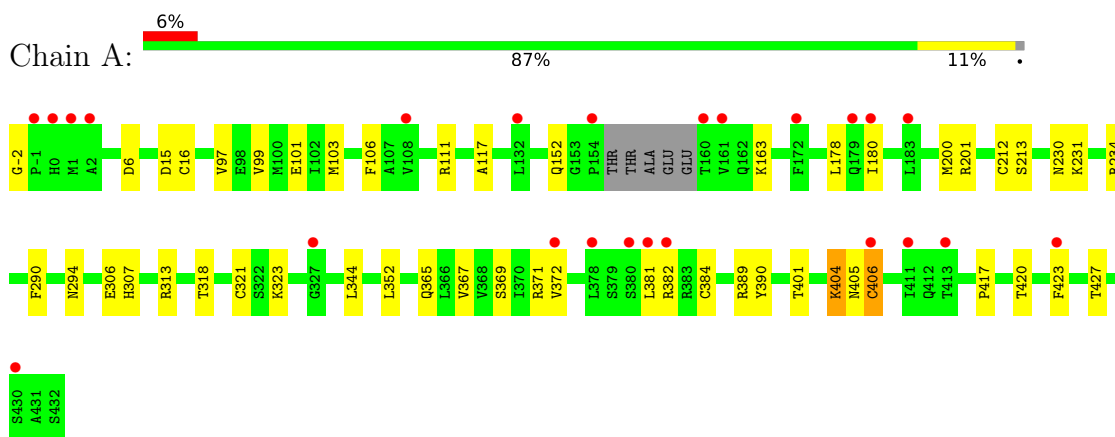 6%
Chain A:
87% 11% •
G-2 P-1 H0 M1 A2 D6 D15 C16 V97 E98 V99 M100 E101 I102 M103 F106 A107 V108 R111 A117 L132 Q152 G153 P154 THR THR ALA GLU GLU T160 V161 Q162 K163 F172 L178 Q179 I180 L183 M200 R201 C212 S213 N230 K231
F290 N294 E306 H307 R313 T318 C321 S322 K323 G327 L344 L352 Q365 L366 V367 V368 S369 I370 R371 V372 L378 S379 S380 L381 R382 R383 C384 R389 Y390 T401 K404 N405 C406 I411 Q412 T413 P417 T420 F423 T427
S430 A431 S432